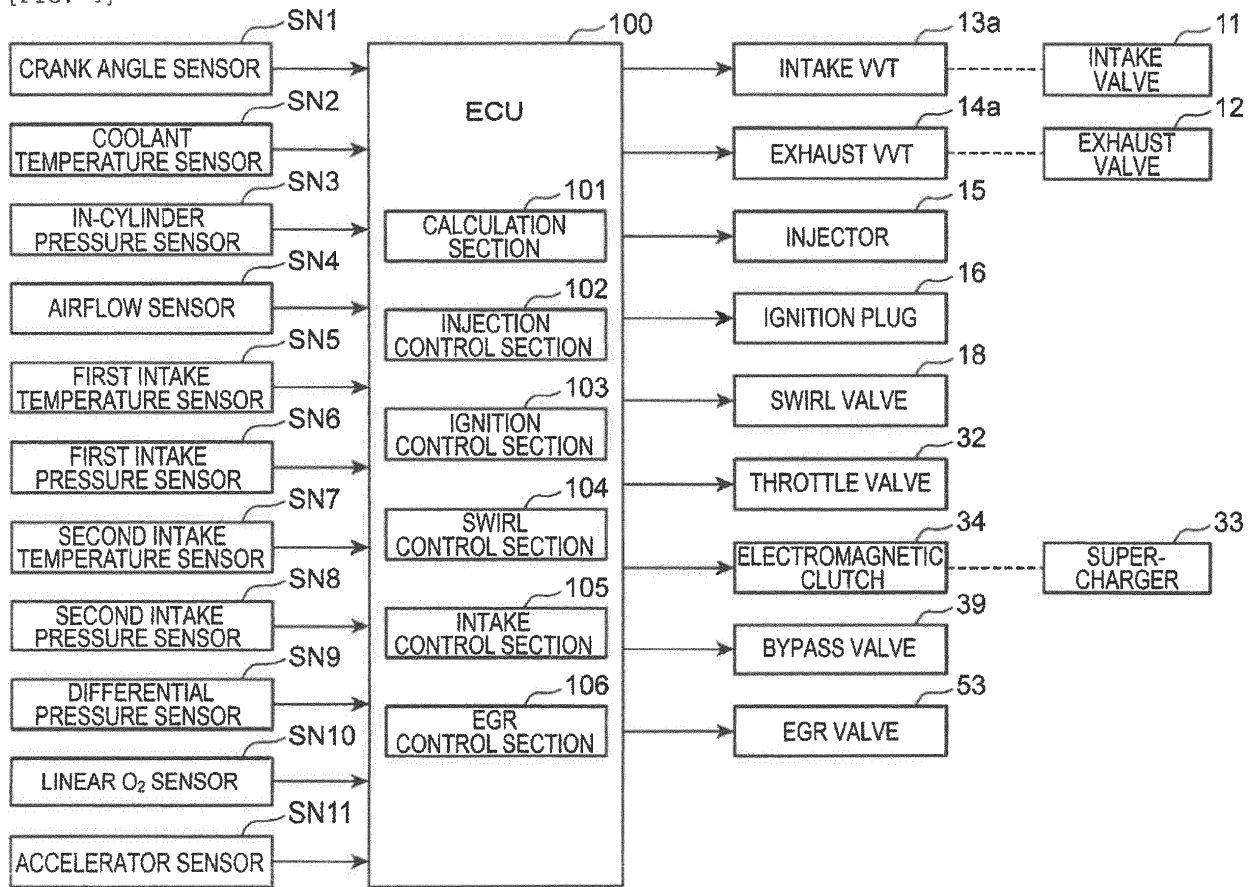 SN1
CRANK ANGLE SENSOR
SN2
COOLANT
TEMPERATURE SENSOR
SN3
IN-CYLINDER
PRESSURE SENSOR
SN4
AIRFLOW SENSOR
SN5
FIRST INTAKE
TEMPERATURE SENSOR
SN6
FIRST INTAKE
PRESSURE SENSOR
SN7
SECOND INTAKE
TEMPERATURE SENSOR
SN8
SECOND INTAKE
PRESSURE SENSOR
SN9
DIFFERENTIAL
PRESSURE SENSOR
SN10
LINEAR O₂ SENSOR
SN11
ACCELERATOR SENSOR
100
ECU
101
CALCULATION
SECTION
102
INJECTION
CONTROL SECTION
103
IGNITION
CONTROL SECTION
104
SWIRL
CONTROL SECTION
105
INTAKE
CONTROL SECTION
106
EGR
CONTROL SECTION
13a
INTAKE VVT
11
INTAKE
VALVE
14a
EXHAUST VVT
12
EXHAUST
VALVE
15
INJECTOR
16
IGNITION PLUG
18
SWIRL VALVE
32
THROTTLE VALVE
34
ELECTROMAGNETIC
CLUTCH
33
SUPER-
CHARGER
39
BYPASS VALVE
53
EGR VALVE